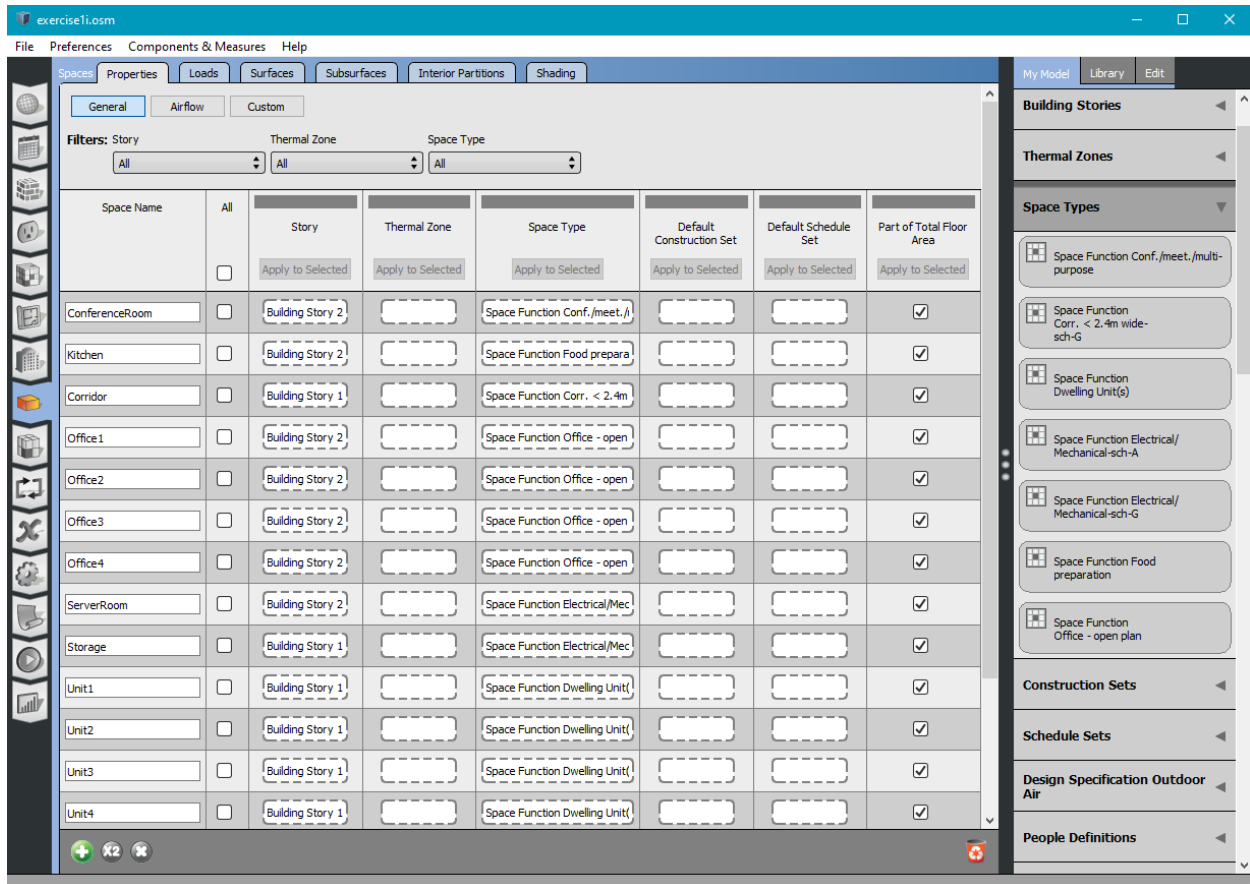 exercise1i.osm
File Preferences Components & Measures Help
Spaces Properties Loads Surfaces Subsurfaces Interior Partitions Shading
My Model Library Edit
General Airflow Custom
Filters: Story Thermal Zone Space Type
All All All
Space Name All Story Thermal Zone Space Type Default Construction Set Default Schedule Set Part of Total Floor Area
Apply to Selected Apply to Selected Apply to Selected Apply to Selected Apply to Selected Apply to Selected
ConferenceRoom Building Story 2 Space Function Conf./meet./
Kitchen Building Story 2 Space Function Food prepara
Corridor Building Story 1 Space Function Corr. < 2.4m
Office1 Building Story 2 Space Function Office - open
Office2 Building Story 2 Space Function Office - open
Office3 Building Story 2 Space Function Office - open
Office4 Building Story 2 Space Function Office - open
ServerRoom Building Story 2 Space Function Electrical/Mec
Storage Building Story 1 Space Function Electrical/Mec
Unit1 Building Story 1 Space Function Dwelling Unit(
Unit2 Building Story 1 Space Function Dwelling Unit(
Unit3 Building Story 1 Space Function Dwelling Unit(
Unit4 Building Story 1 Space Function Dwelling Unit(
X2
Building Stories
Thermal Zones
Space Types
Space Function Conf./meet./multi-
purpose
Space Function
Corr. < 2.4m wide-
sch-G
Space Function
Dwelling Unit(s)
Space Function Electrical/
Mechanical-sch-A
Space Function Electrical/
Mechanical-sch-G
Space Function Food
preparation
Space Function
Office - open plan
Construction Sets
Schedule Sets
Design Specification Outdoor
Air
People Definitions